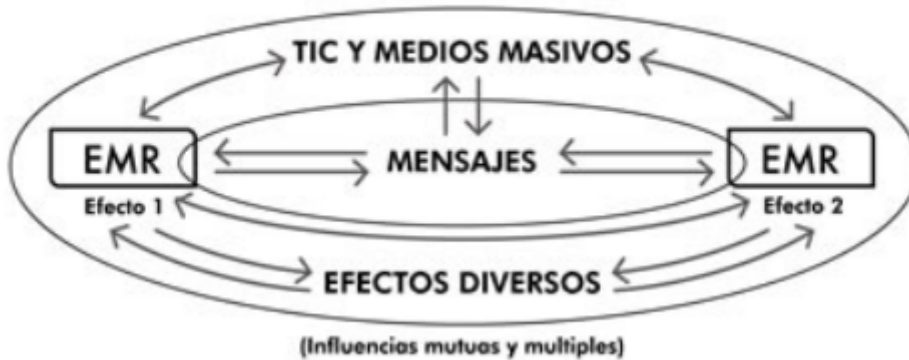 TIC Y MEDIOS MASIVOS
EMR
MENSAJES
EMR
Efecto 1
Efecto 2
EFECTOS DIVERSOS
(Influencias mutuas y multiples)